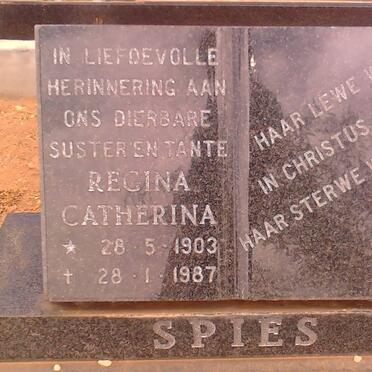 IN LIEFDEVOLLE
HERINNERING AAN
ONS DIERBARE
SUSTER EN TANTE
REGINA
CATHERINA
* 28·5·1903
† 28·1·1987
HAAR LEWE
IN CHRISTUS
HAAR STERWE
SPIES